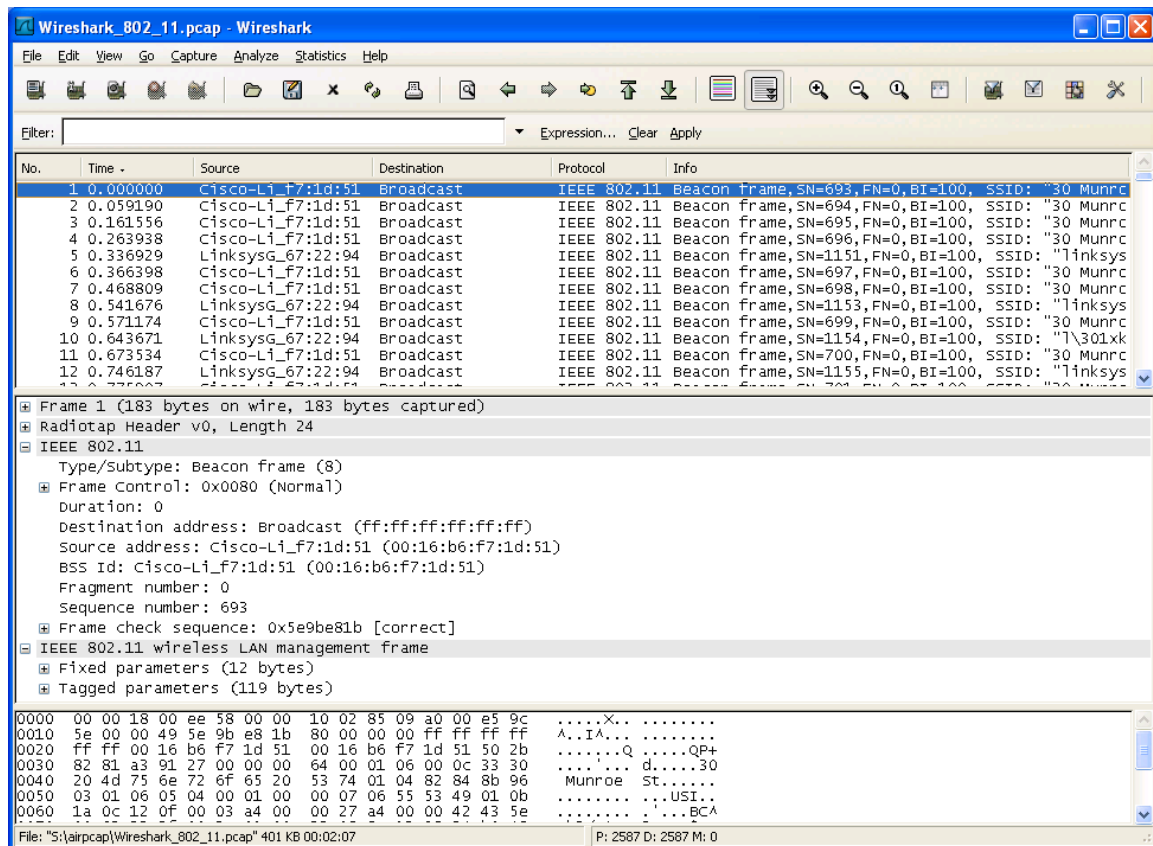 Wireshark_802_11.pcap - Wireshark
File Edit View Go Capture Analyze Statistics Help
Filter: Expression... Clear Apply
No. Time Source Destination Protocol Info
1 0.000000 Cisco-Li_f7:1d:51 Broadcast IEEE 802.11 Beacon frame,SN=693,FN=0,BI=100, SSID: "30 Munrc
2 0.059190 Cisco-Li_f7:1d:51 Broadcast IEEE 802.11 Beacon frame,SN=694,FN=0,BI=100, SSID: "30 Munrc
3 0.161556 Cisco-Li_f7:1d:51 Broadcast IEEE 802.11 Beacon frame,SN=695,FN=0,BI=100, SSID: "30 Munrc
4 0.263938 Cisco-Li_f7:1d:51 Broadcast IEEE 802.11 Beacon frame,SN=696,FN=0,BI=100, SSID: "30 Munrc
5 0.336929 LinksysG_67:22:94 Broadcast IEEE 802.11 Beacon frame,SN=1151,FN=0,BI=100, SSID: "linksys
6 0.366398 Cisco-Li_f7:1d:51 Broadcast IEEE 802.11 Beacon frame,SN=697,FN=0,BI=100, SSID: "30 Munrc
7 0.468809 Cisco-Li_f7:1d:51 Broadcast IEEE 802.11 Beacon frame,SN=698,FN=0,BI=100, SSID: "30 Munrc
8 0.541676 LinksysG_67:22:94 Broadcast IEEE 802.11 Beacon frame,SN=1153,FN=0,BI=100, SSID: "linksys
9 0.571174 Cisco-Li_f7:1d:51 Broadcast IEEE 802.11 Beacon frame,SN=699,FN=0,BI=100, SSID: "30 Munrc
10 0.643671 LinksysG_67:22:94 Broadcast IEEE 802.11 Beacon frame,SN=1154,FN=0,BI=100, SSID: "l\301xk
11 0.673534 Cisco-Li_f7:1d:51 Broadcast IEEE 802.11 Beacon frame,SN=700,FN=0,BI=100, SSID: "30 Munrc
12 0.746187 LinksysG_67:22:94 Broadcast IEEE 802.11 Beacon frame,SN=1155,FN=0,BI=100, SSID: "linksys
Frame 1 (183 bytes on wire, 183 bytes captured)
Radiotap Header v0, Length 24
IEEE 802.11
Type/Subtype: Beacon frame (8)
Frame Control: 0x0080 (Normal)
Duration: 0
Destination address: Broadcast (ff:ff:ff:ff:ff:ff)
Source address: Cisco-Li_f7:1d:51 (00:16:b6:f7:1d:51)
BSS Id: Cisco-Li_f7:1d:51 (00:16:b6:f7:1d:51)
Fragment number: 0
Sequence number: 693
Frame check sequence: 0x5e9be81b [correct]
IEEE 802.11 wireless LAN management frame
Fixed parameters (12 bytes)
Tagged parameters (119 bytes)
0000 00 00 18 00 ee 58 00 00 10 02 85 09 a0 00 e5 9c .....X.. ........
0010 5e 00 00 49 5e 9b e8 1b 80 00 00 00 ff ff ff ff ^..I^... ........
0020 ff ff 00 16 b6 f7 1d 51 00 16 b6 f7 1d 51 50 2b .......Q .....QP+
0030 82 81 a3 91 27 00 00 00 64 00 01 06 00 0c 33 30 ....'... d.....30
0040 20 4d 75 6e 72 6f 65 20 53 74 01 04 82 84 8b 96 Munroe St......
0050 03 01 06 05 04 00 01 00 00 07 06 55 53 49 01 0b ........ ...USI..
0060 1a 0c 12 0f 00 03 a4 00 00 27 a4 00 00 42 43 5e ........ .'...BC^
File: "S:\airpcap\Wireshark_802_11.pcap" 401 KB 00:02:07 P: 2587 D: 2587 M: 0